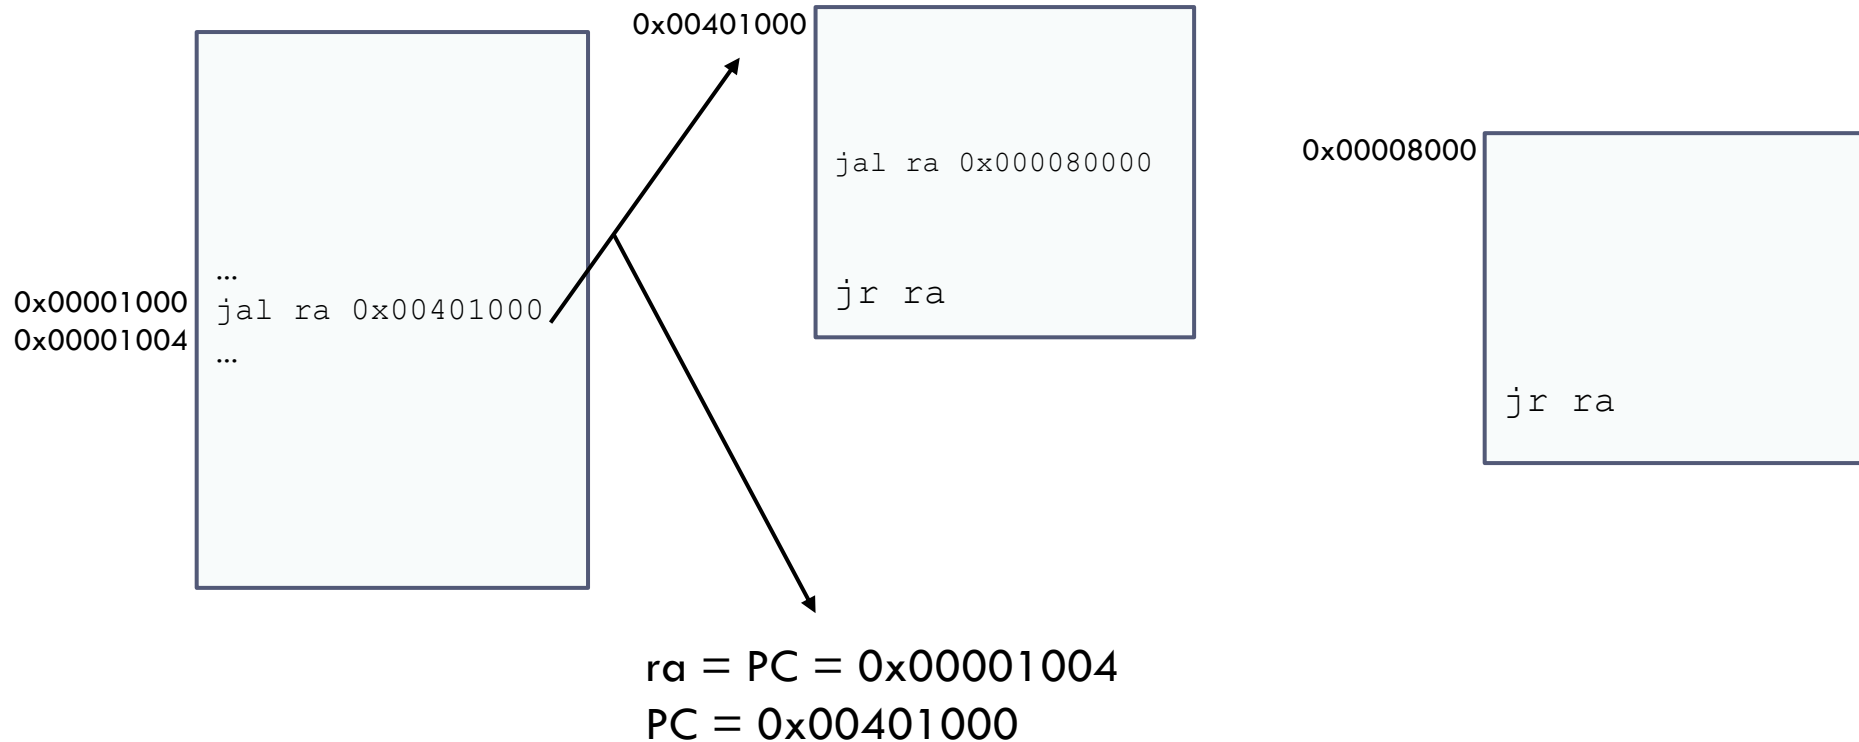 0x00401000
jal ra 0x000080000
jr ra
0x00008000
jr ra
...
0x00001000
jal ra 0x00401000
0x00001004
...
ra = PC = 0x00001004
PC = 0x00401000